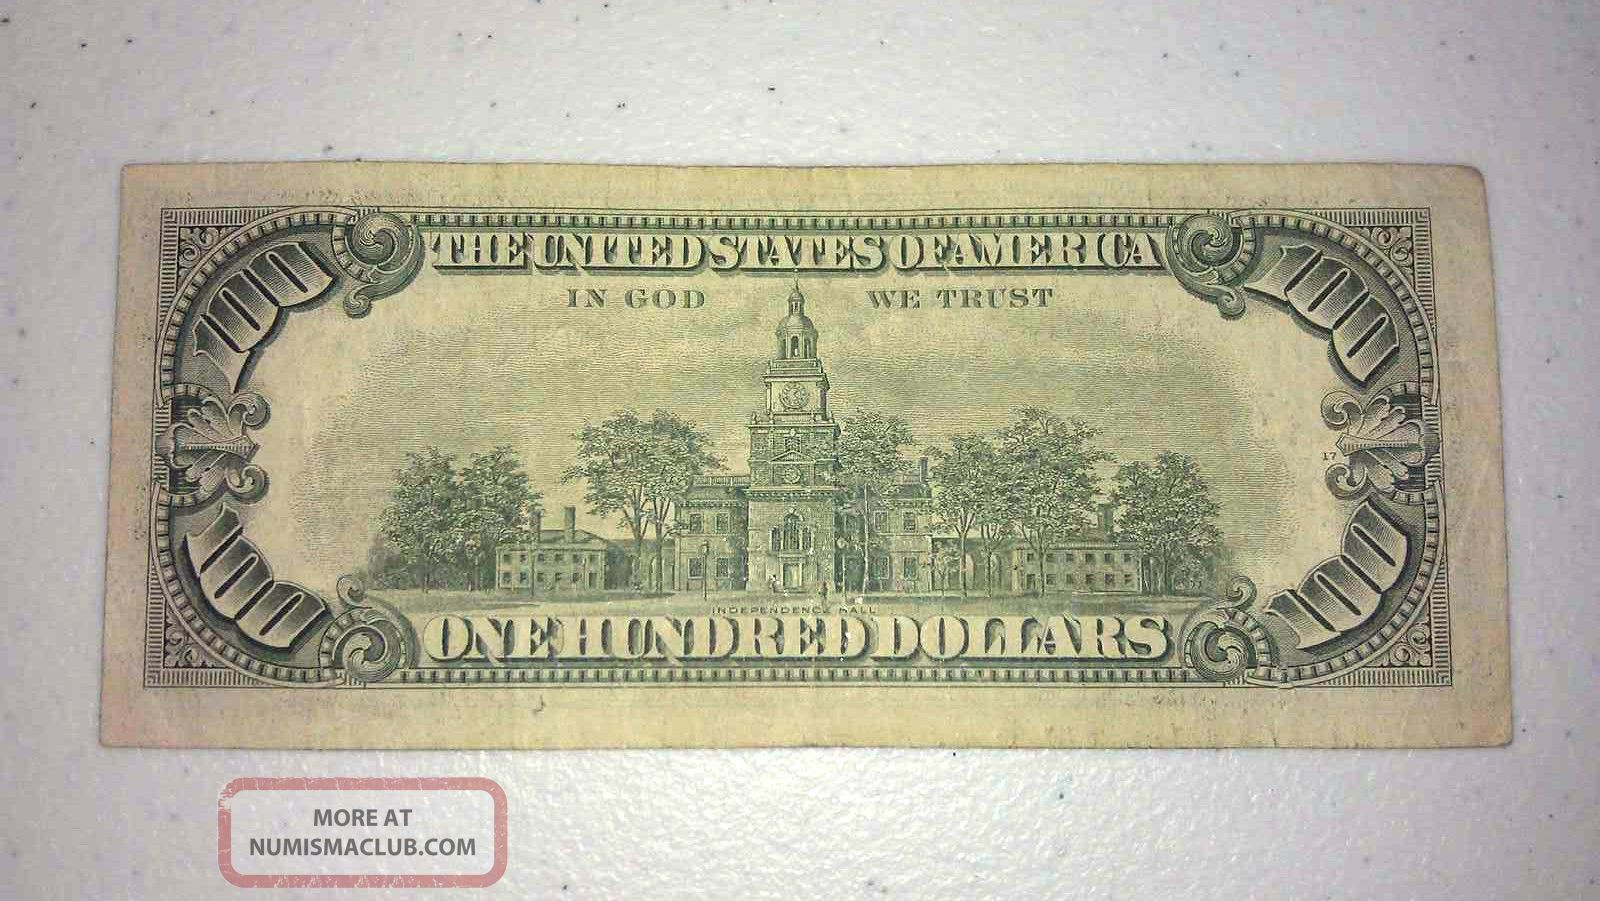 THE UNITED STATES OF AMERICA
IN GOD WE TRUST
100 100
17
100 100
INDEPENDENCE HALL
ONE HUNDRED DOLLARS
MORE AT
NUMISMACLUB.COM